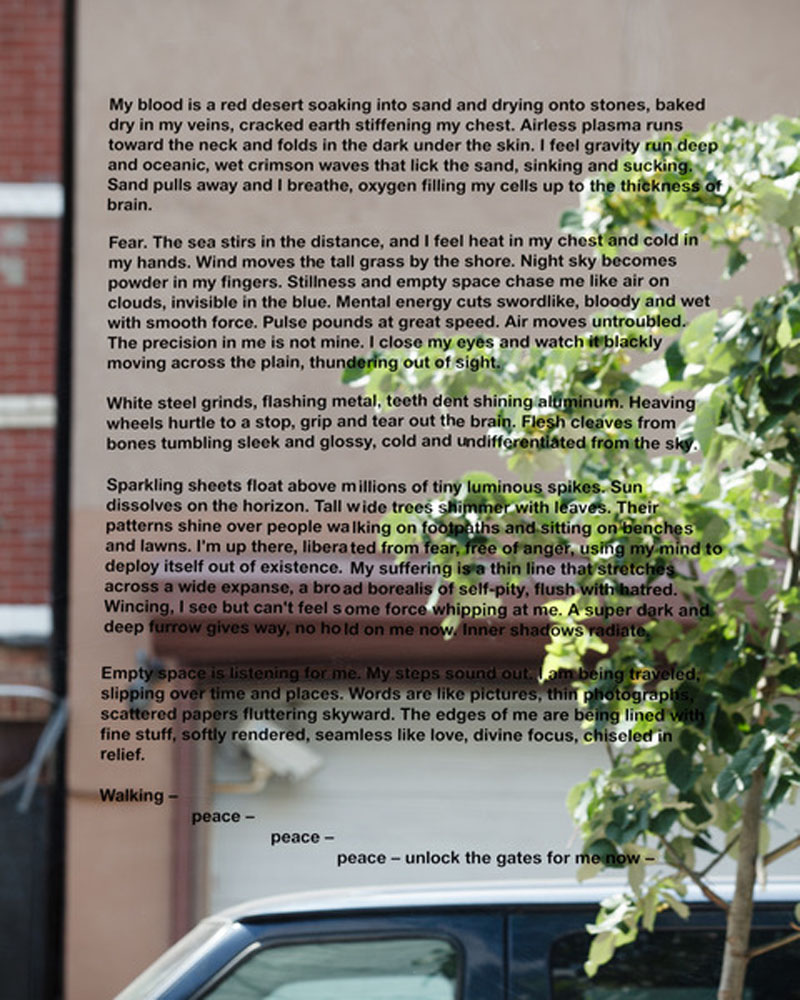 My blood is a red desert soaking into sand and drying onto stones, baked
dry in my veins, cracked earth stiffening my chest. Airless plasma runs
toward the neck and folds in the dark under the skin. I feel gravity run deep
and oceanic, wet crimson waves that lick the sand, sinking and sucking.
Sand pulls away and I breathe, oxygen filling my cells up to the thickness of
brain.
Fear. The sea stirs in the distance, and I feel heat in my chest and cold in
my hands. Wind moves the tall grass by the shore. Night sky becomes
powder in my fingers. Stillness and empty space chase me like air on
clouds, invisible in the blue. Mental energy cuts swordlike, bloody and wet
with smooth force. Pulse pounds at great speed. Air moves untroubled.
The precision in me is not mine. I close my eyes and watch it blackly
moving across the plain, thundering out of sight.
White steel grinds, flashing metal, teeth dent shining aluminum. Heaving
wheels hurtle to a stop, grip and tear out the brain. Flesh cleaves from
bones tumbling sleek and glossy, cold and undifferentiated from the sky.
Sparkling sheets float above millions of tiny luminous spikes. Sun
dissolves on the horizon. Tall wide trees shimmer with leaves. Their
patterns shine over people walking on footpaths and sitting on benches
and lawns. I'm up there, liberated from fear, free of anger, using my mind to
deploy itself out of existence. My suffering is a thin line that stretches
across a wide expanse, a broad borealis of self-pity, flush with hatred.
Wincing, I see but can't feel some force whipping at me. A super dark and
deep furrow gives way, no hold on me now. Inner shadows radiate.
Empty space is listening for me. My steps sound out. I am being traveled,
slipping over time and places. Words are like pictures, thin photographs,
scattered papers fluttering skyward. The edges of me are being lined with
fine stuff, softly rendered, seamless like love, divine focus, chiseled in
relief.
Walking –
peace –
peace –
peace – unlock the gates for me now –